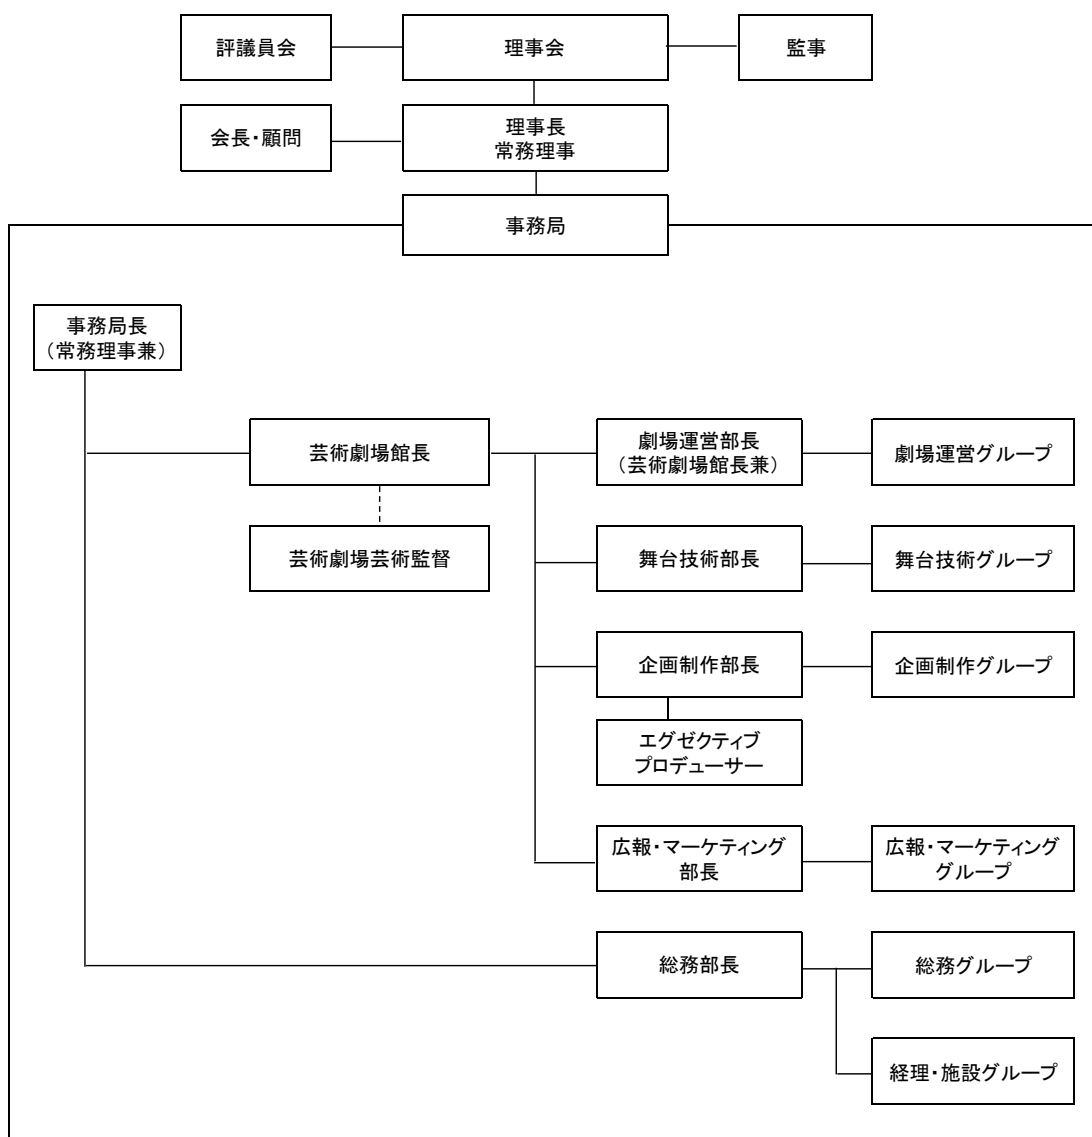 評議員会
理事会
監事
会長・顧問
理事長
常務理事
事務局
事務局長
（常務理事兼）
芸術劇場館長
劇場運営部長
（芸術劇場館長兼）
劇場運営グループ
芸術劇場芸術監督
舞台技術部長
舞台技術グループ
企画制作部長
企画制作グループ
エグゼクティブ
プロデューサー
広報・マーケティング
部長
広報・マーケティング
グループ
総務部長
総務グループ
経理・施設グループ